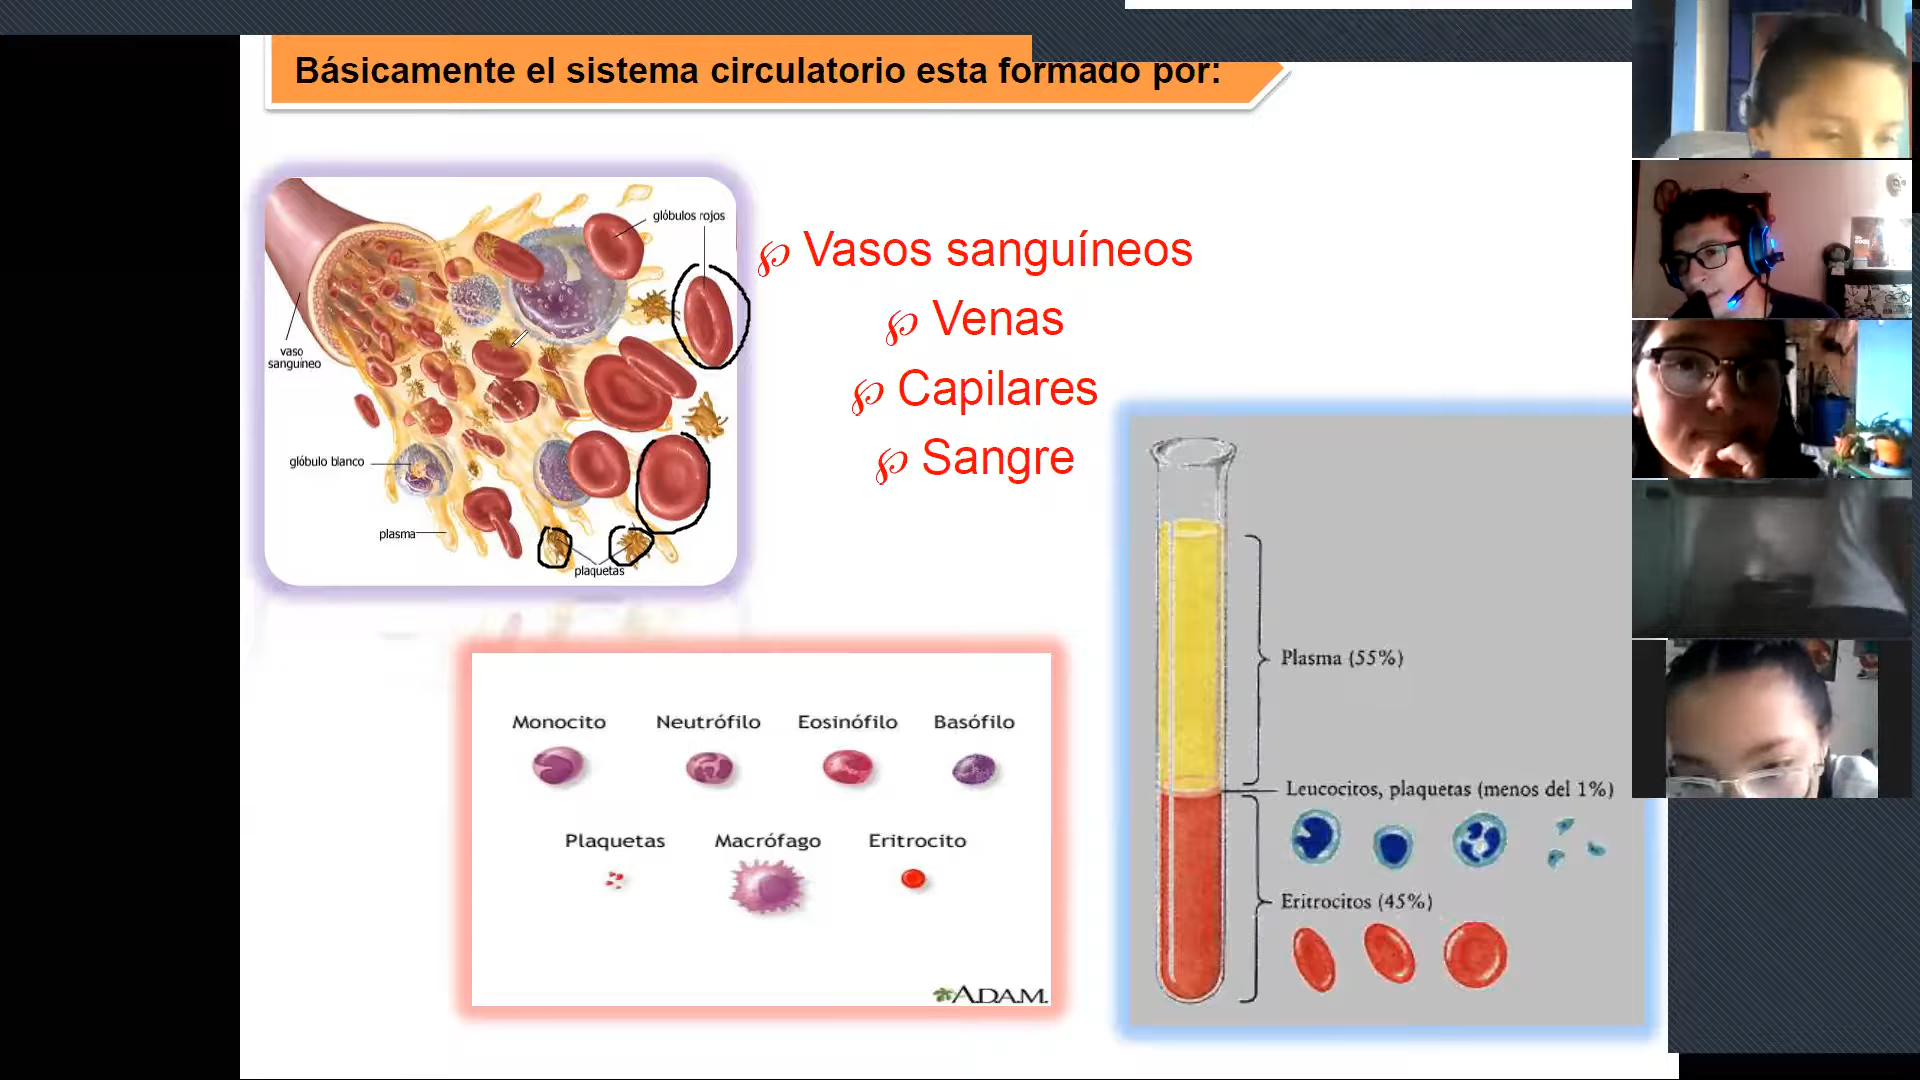 Básicamente el sistema circulatorio esta formado por:
glóbulos rojos
vaso
sanguíneo
glóbulo blanco
plasma
plaquetas
Vasos sanguíneos
Venas
Capilares
Sangre
Monocito Neutrófilo Eosinófilo Basófilo
Plaquetas Macrófago Eritrocito
A.D.A.M.
Plasma (55%)
Leucocitos, plaquetas (menos del 1%)
Eritrocitos (45%)